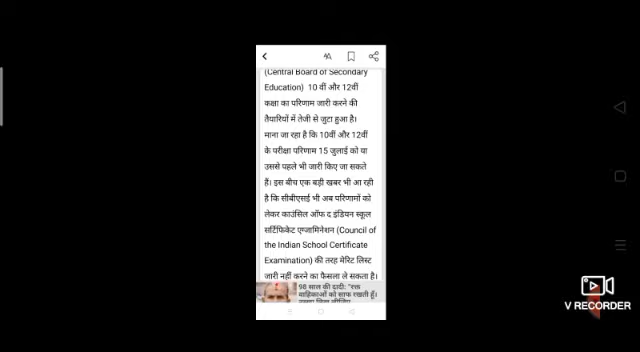 (Central Board of Secondary
Education) 10 वीं और 12वीं
कक्षा का परिणाम जारी करने की
तैयारियों में तेजी से जुटा हुआ है।
माना जा रहा है कि 10वीं और 12वीं
के परीक्षा परिणाम 15 जुलाई को या
उससे पहले भी जारी किए जा सकते
हैं। इस बीच एक बड़ी खबर भी आ रही
है कि सीबीएसई भी अब परिणामों को
लेकर काउंसिल ऑफ द इंडियन स्कूल
सर्टिफिकेट एग्जामिनेशन (Council of
the Indian School Certificate
Examination) की तरह मेरिट लिस्ट
जारी नहीं करने का फैसला ले सकता है।
98 साल की दादी: "रक्त
वाहिकाओं को साफ रखती हूँ।
V RECORDER